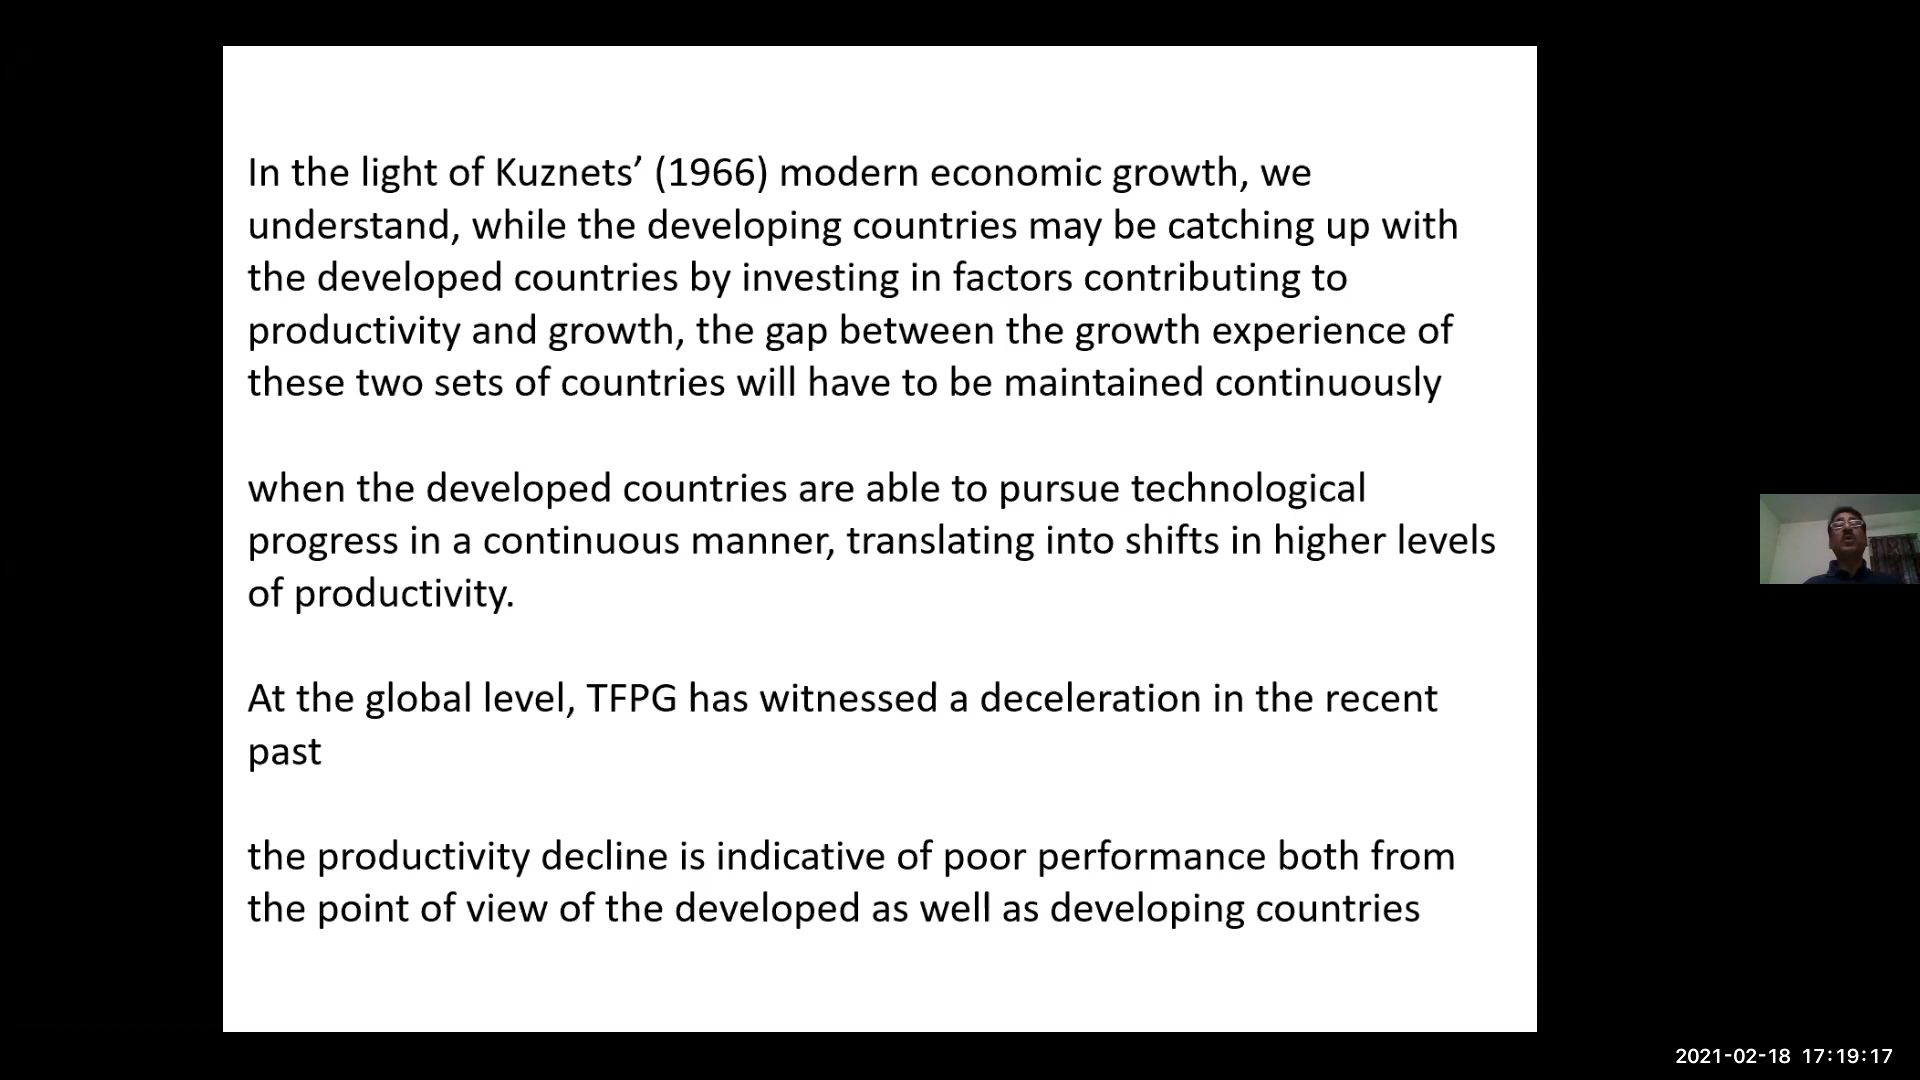 In the light of Kuznets’ (1966) modern economic growth, we
understand, while the developing countries may be catching up with
the developed countries by investing in factors contributing to
productivity and growth, the gap between the growth experience of
these two sets of countries will have to be maintained continuously
when the developed countries are able to pursue technological
progress in a continuous manner, translating into shifts in higher levels
of productivity.
At the global level, TFPG has witnessed a deceleration in the recent
past
the productivity decline is indicative of poor performance both from
the point of view of the developed as well as developing countries
2021-02-18 17:19:17